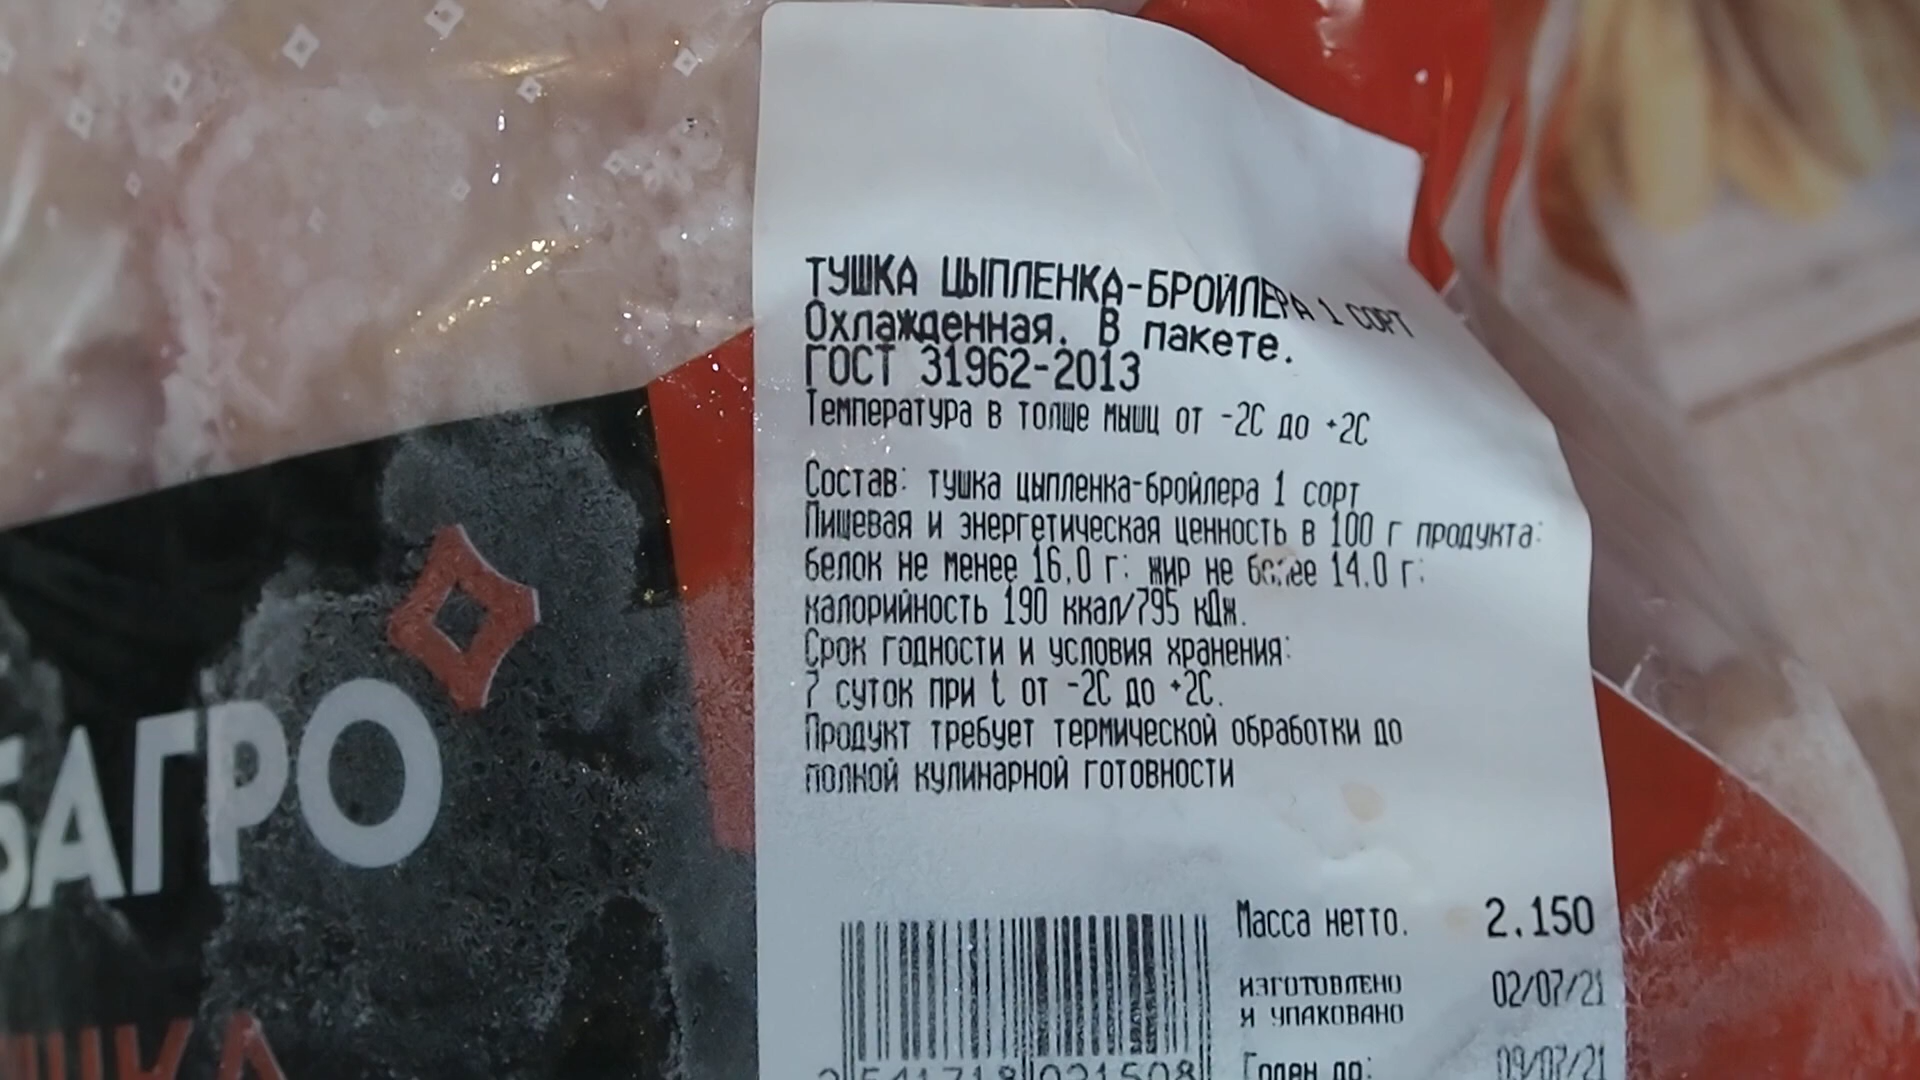 ТУШКА ЦЫПЛЕНКА-БРОЙЛЕРА 1 СОРТ
Охлажденная. В пакете.
ГОСТ 31962-2013
Температура в толще мышц от -2С до +2С
Состав: тушка цыпленка-бройлера 1 сорт
Пищевая и энергетическая ценность в 100 г продукта:
белок не менее 16.0 г; жир не более 14.0 г;
калорийность 190 ккал/795 кДж.
Срок годности и условия хранения:
7 суток при t от -2С до +2С.
Продукт требует термической обработки до
полной кулинарной готовности
БАГРО
Масса нетто. 2.150
ИЗГОТОВЛЕНО 02/07/21
И УПАКОВАНО
Годен до: 09/07/21